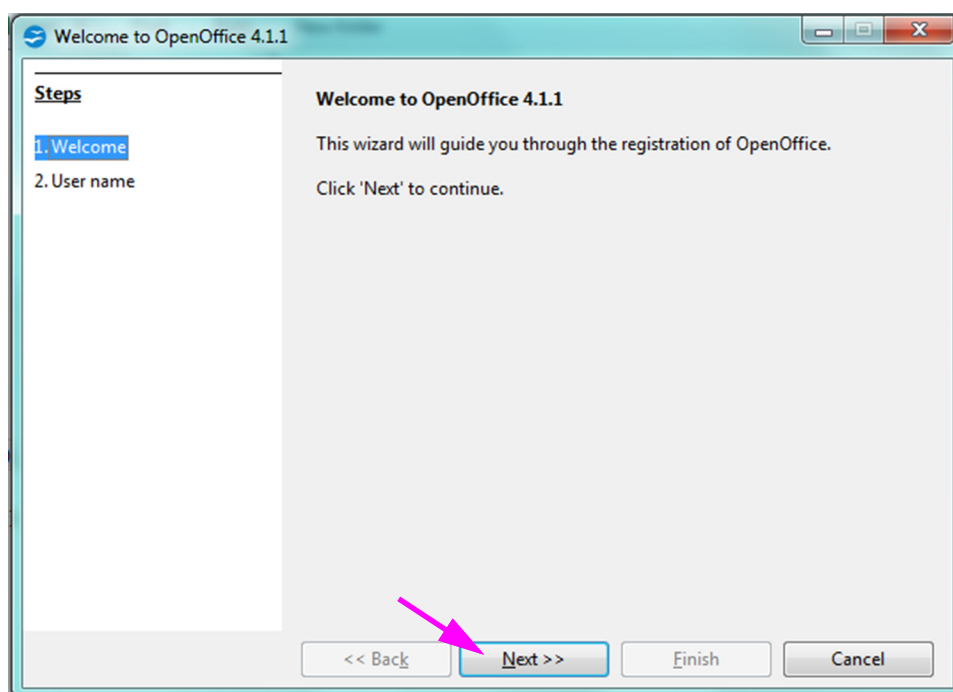 Welcome to OpenOffice 4.1.1
Steps
1. Welcome
2. User name
Welcome to OpenOffice 4.1.1
This wizard will guide you through the registration of OpenOffice.
Click 'Next' to continue.
<< Back
Next >>
Finish
Cancel